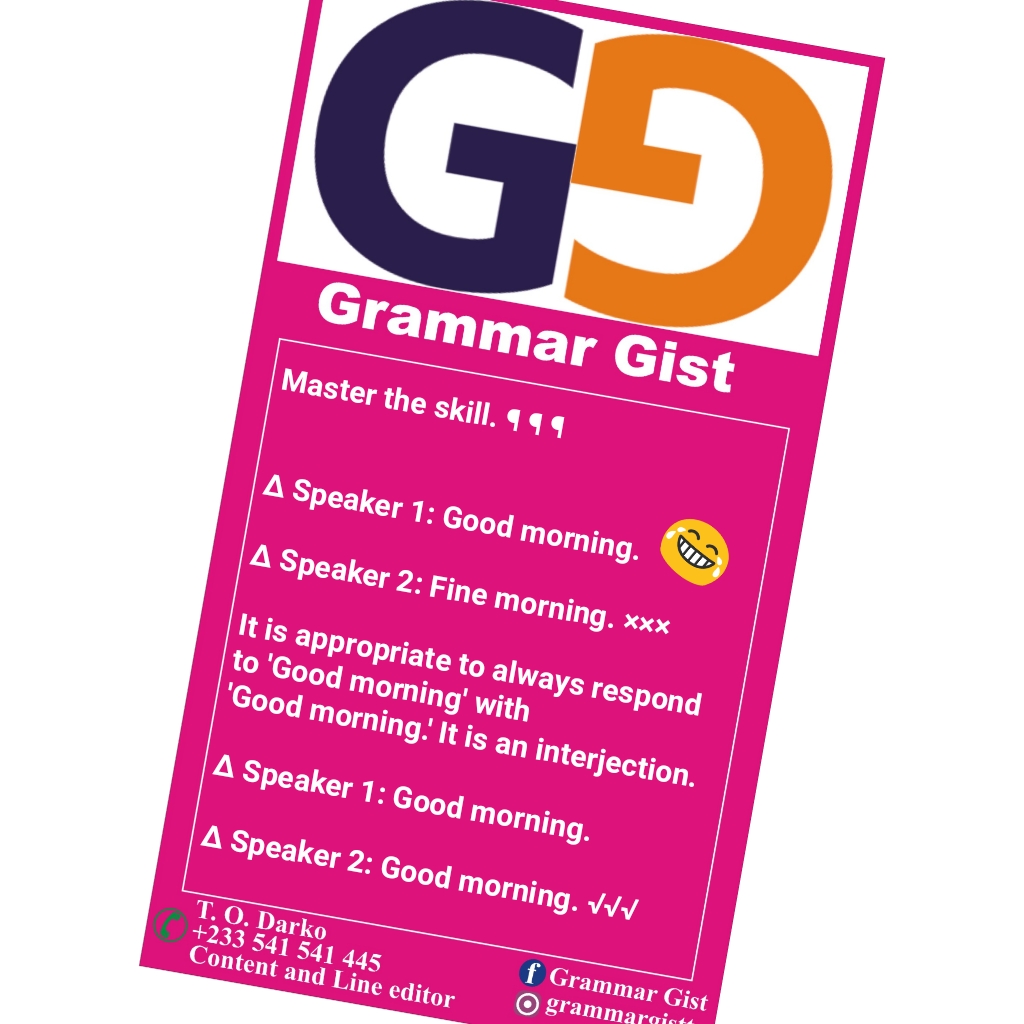 GG
Grammar Gist
Master the skill. ¶ ¶ ¶
Δ Speaker 1: Good morning.
Δ Speaker 2: Fine morning. ×××
It is appropriate to always respond
to 'Good morning' with
'Good morning.' It is an interjection.
Δ Speaker 1: Good morning.
Δ Speaker 2: Good morning. √√√
T. O. Darko
+233 541 541 445
Content and Line editor
f Grammar Gist